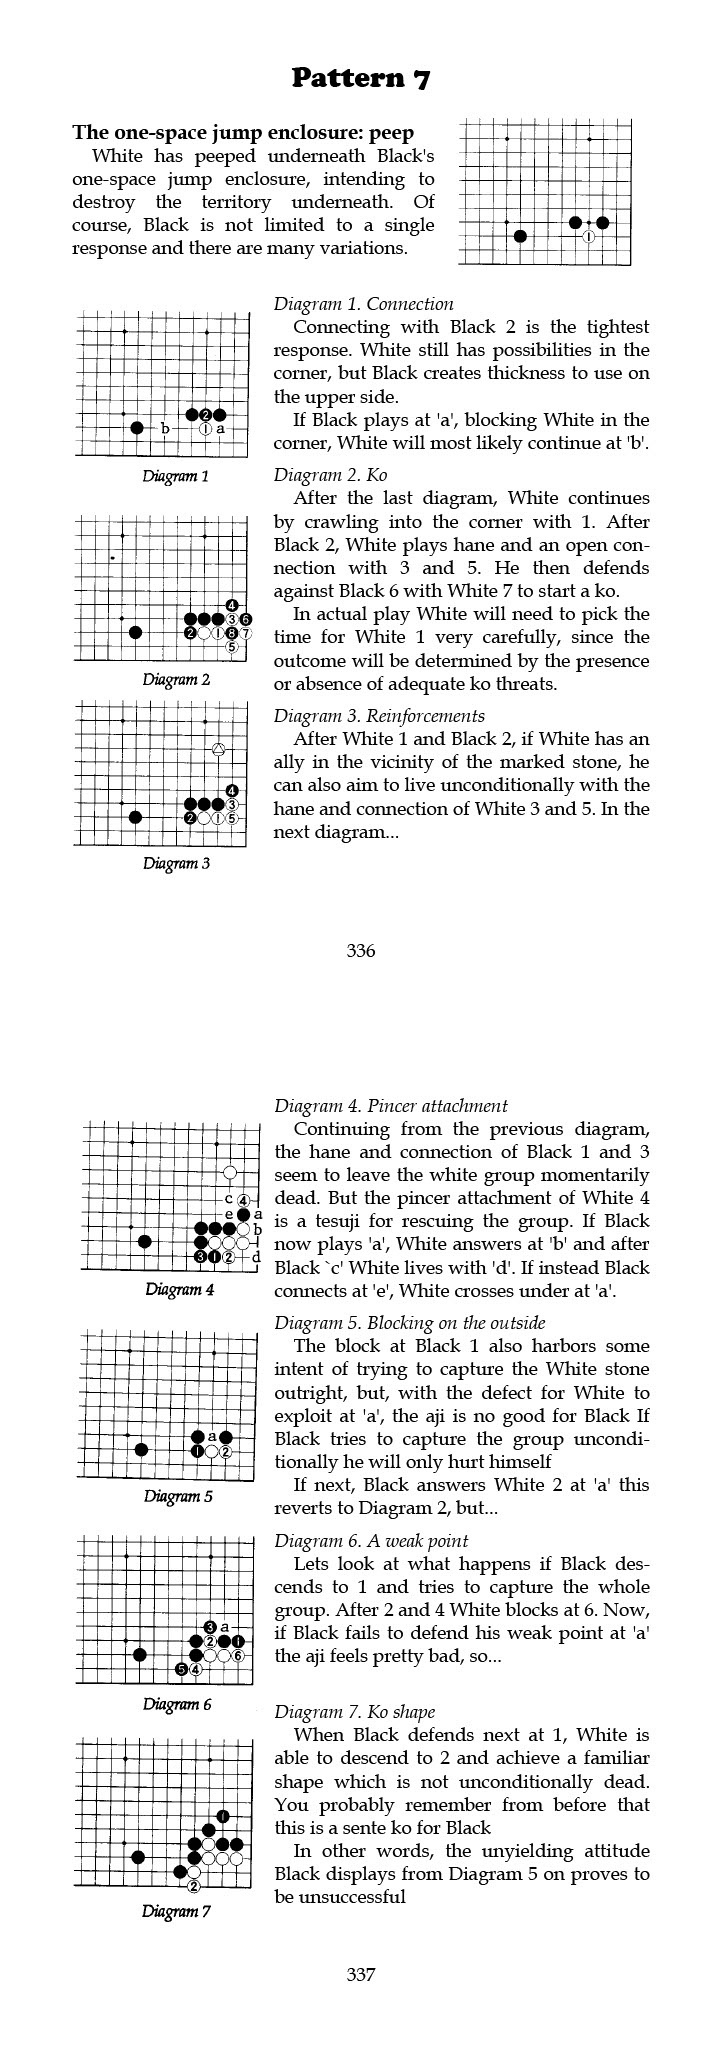 Pattern 7
The one-space jump enclosure: peep
White has peeped underneath Black's
one-space jump enclosure, intending to
destroy the territory underneath. Of
course, Black is not limited to a single
response and there are many variations.
1
Diagram 1. Connection
Connecting with Black 2 is the tightest
response. White still has possibilities in the
corner, but Black creates thickness to use on
the upper side.
If Black plays at 'a', blocking White in the
corner, White will most likely continue at 'b'.
2
b 1 a
Diagram 1
Diagram 2. Ko
After the last diagram, White continues
by crawling into the corner with 1. After
Black 2, White plays hane and an open con-
nection with 3 and 5. He then defends
against Black 6 with White 7 to start a ko.
In actual play White will need to pick the
time for White 1 very carefully, since the
outcome will be determined by the presence
or absence of adequate ko threats.
4
3 6
2 1 8 7
5
Diagram 2
Diagram 3. Reinforcements
After White 1 and Black 2, if White has an
ally in the vicinity of the marked stone, he
can also aim to live unconditionally with the
hane and connection of White 3 and 5. In the
next diagram...
4
3
2 1 5
Diagram 3
336
Diagram 4. Pincer attachment
Continuing from the previous diagram,
the hane and connection of Black 1 and 3
seem to leave the white group momentarily
dead. But the pincer attachment of White 4
is a tesuji for rescuing the group. If Black
now plays 'a', White answers at 'b' and after
Black `c' White lives with 'd'. If instead Black
connects at 'e', White crosses under at 'a'.
c 4
e a
b
3 1 2 d
Diagram 4
Diagram 5. Blocking on the outside
The block at Black 1 also harbors some
intent of trying to capture the White stone
outright, but, with the defect for White to
exploit at 'a', the aji is no good for Black If
Black tries to capture the group uncondi-
tionally he will only hurt himself
If next, Black answers White 2 at 'a' this
reverts to Diagram 2, but...
a
1 2
Diagram 5
Diagram 6. A weak point
Lets look at what happens if Black des-
cends to 1 and tries to capture the whole
group. After 2 and 4 White blocks at 6. Now,
if Black fails to defend his weak point at 'a'
the aji feels pretty bad, so...
3 a
2 1
6
5 4
Diagram 6
Diagram 7. Ko shape
When Black defends next at 1, White is
able to descend to 2 and achieve a familiar
shape which is not unconditionally dead.
You probably remember from before that
this is a sente ko for Black
In other words, the unyielding attitude
Black displays from Diagram 5 on proves to
be unsuccessful
1
2
Diagram 7
337